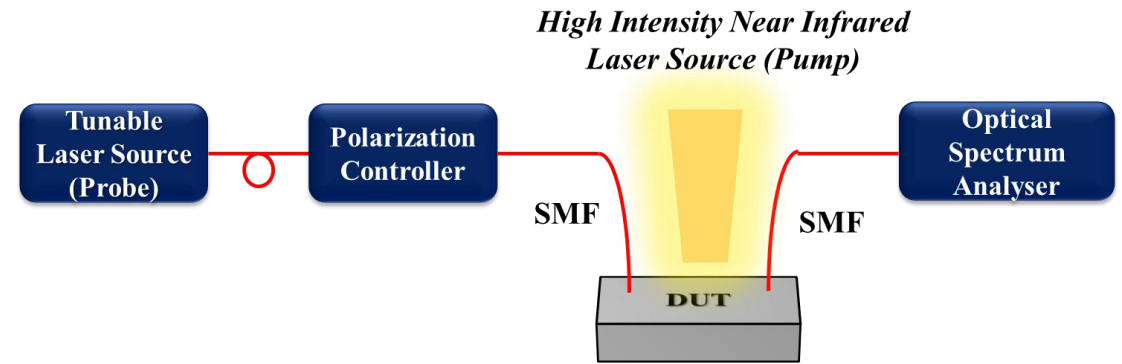 High Intensity Near Infrared
Laser Source (Pump)
Tunable
Laser Source
(Probe)
Polarization
Controller
Optical
Spectrum
Analyser
SMF
SMF
DUT